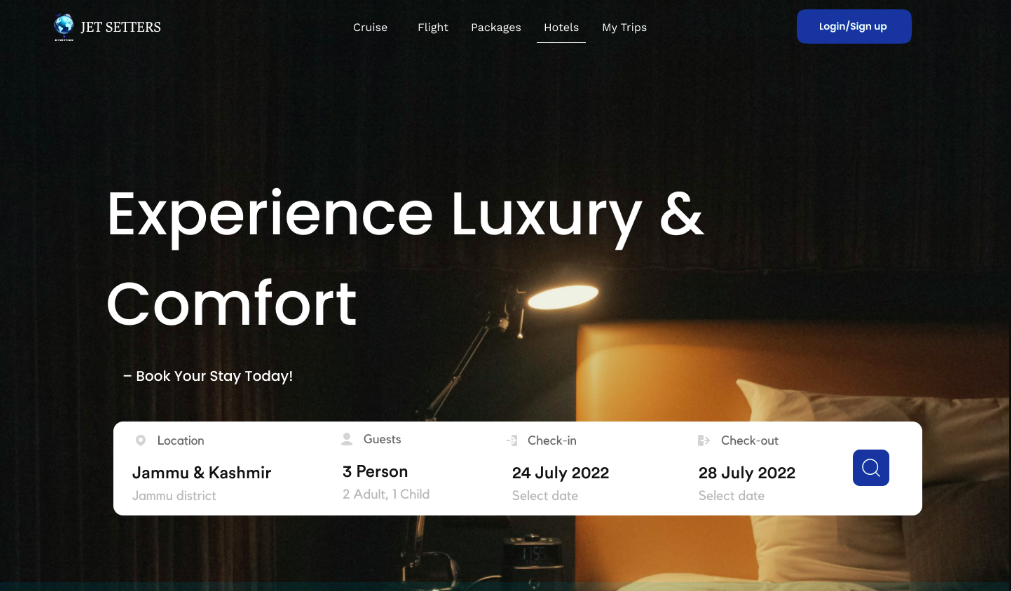 JET SETTERS
Cruise
Flight
Packages
Hotels
My Trips
Login/Sign up
Experience Luxury &
Comfort
– Book Your Stay Today!
Location
Guests
Check-in
Check-out
Jammu & Kashmir
3 Person
24 July 2022
28 July 2022
Jammu district
2 Adult, 1 Child
Select date
Select date